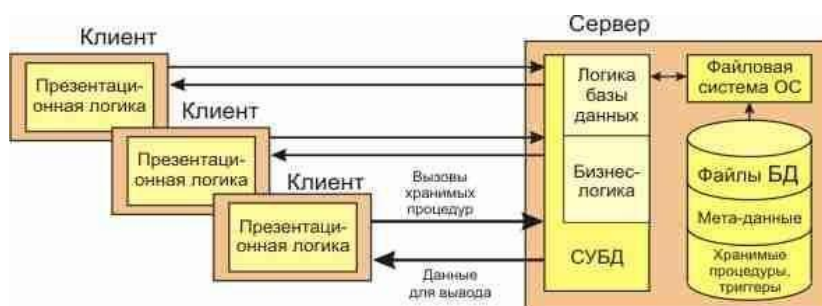 Клиент
Презентаци-
онная логика
Клиент
Презентаци-
онная логика
Клиент
Презентаци-
онная логика
Вызовы
хранимых
процедур
Данные
для вывода
Сервер
Логика
базы
данных
Бизнес-
логика
СУБД
Файловая
система ОС
Файлы БД
Мета-данные
Хранимые
процедуры,
триггеры